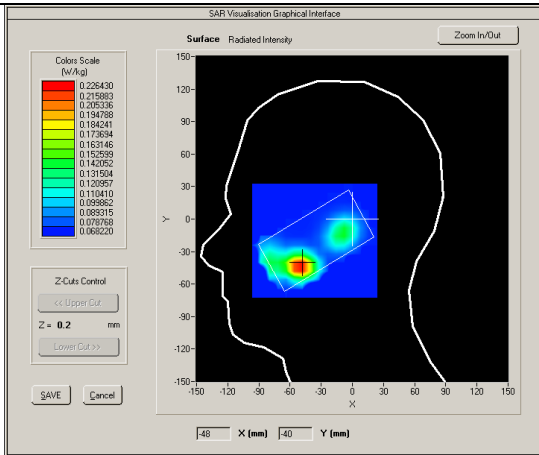 SAR Visualisation Graphical Interface
Surface Radiated Intensity
Zoom In/Out
Colors Scale
(W/kg)
0.226430
0.215883
0.205336
0.194788
0.184241
0.173694
0.163146
0.152599
0.142052
0.131504
0.120957
0.110410
0.099862
0.089315
0.078768
0.068220
Z-Cuts Control
<< Upper Cut
Z = 0.2 mm
Lower Cut >>
SAVE
Cancel
150
120
90
60
30
0
-30
-60
-90
-120
-150
Y
-150 -120 -90 -60 -30 0 30 60 90 120 150
X
-48 X (mm) -40 Y (mm)